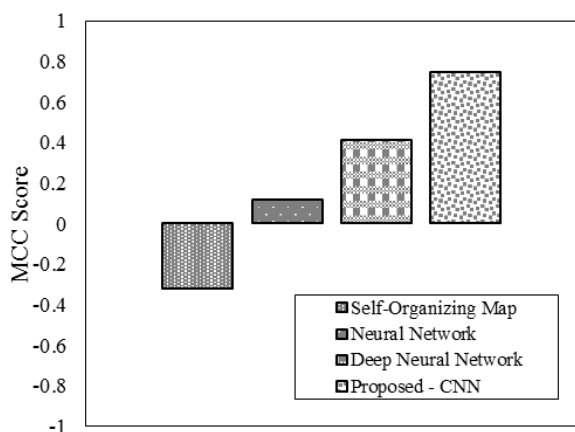 1
0.8
0.6
0.4
0.2
0
-0.2
-0.4
-0.6
-0.8
-1
MCC Score
Self-Organizing Map
Neural Network
Deep Neural Network
Proposed - CNN